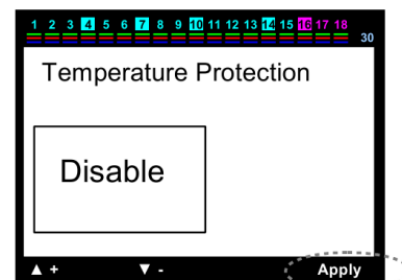 1 2 3 4 5 6 7 8 9 10 11 12 13 14 15 16 17 18
30
Temperature Protection
Disable
▲ + ▼ - Apply